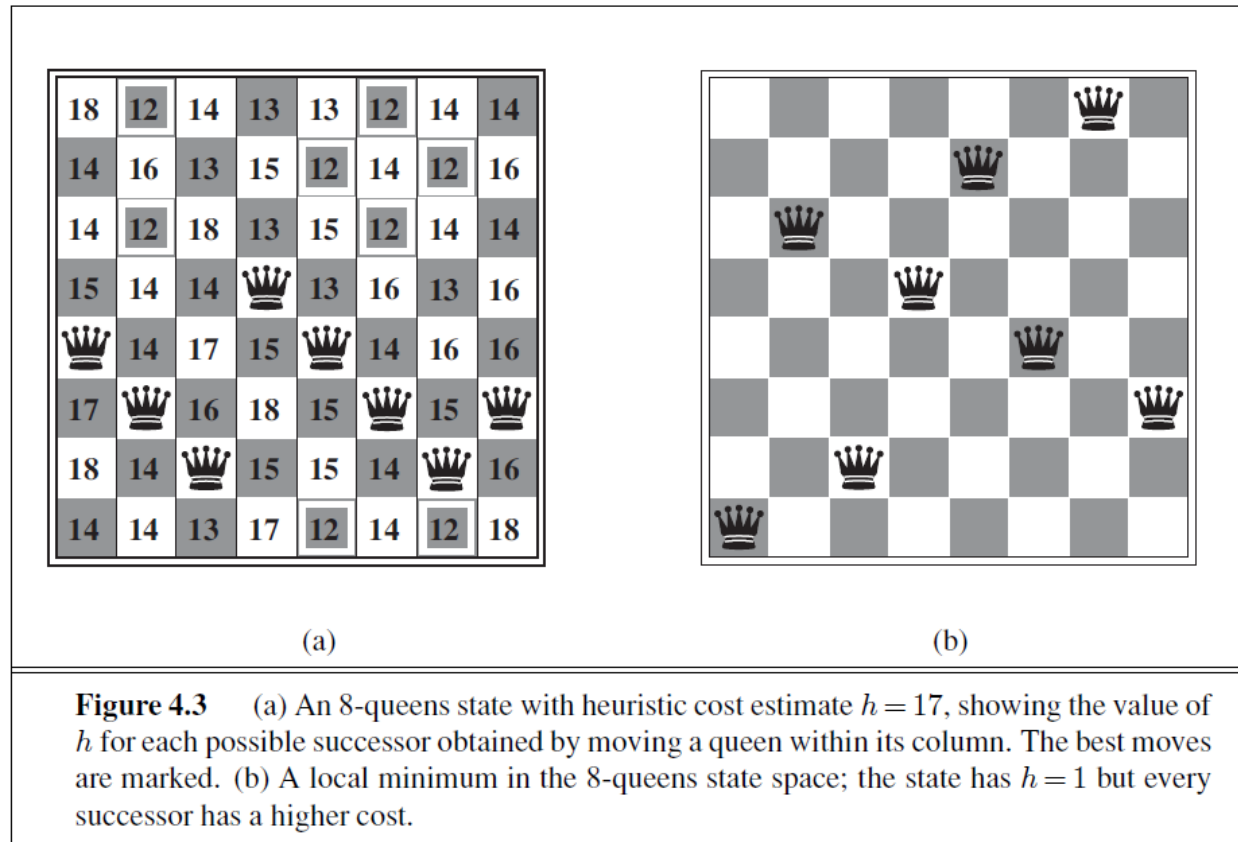 18 12 14 13 13 12 14 14
14 16 13 15 12 14 12 16
14 12 18 13 15 12 14 14
15 14 14 13 16 13 16
14 17 15 14 16 16
17 16 18 15 15
18 14 15 15 14 16
14 14 13 17 12 14 12 18
(a) (b)
Figure 4.3 (a) An 8-queens state with heuristic cost estimate h = 17, showing the value of
h for each possible successor obtained by moving a queen within its column. The best moves
are marked. (b) A local minimum in the 8-queens state space; the state has h = 1 but every
successor has a higher cost.